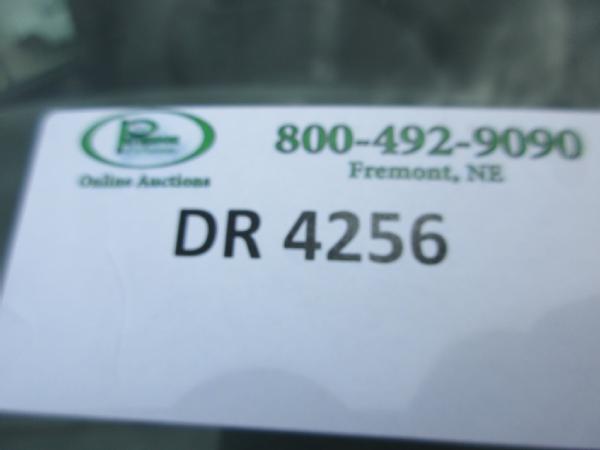 800-492-9090
Fremont, NE
Online Auctions
DR 4256